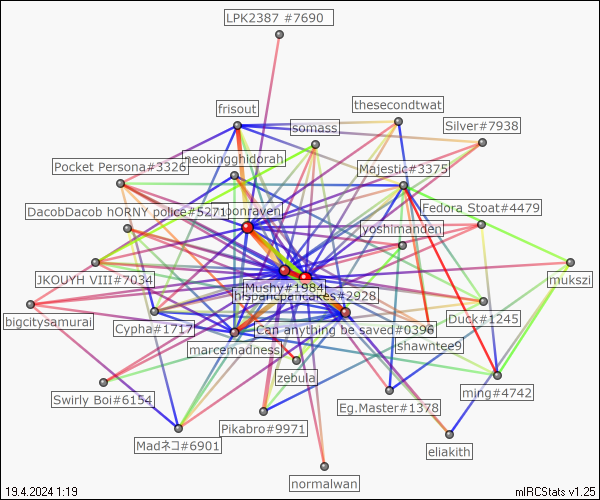 LPK2387 #7690
frisout
thesecondtwat
somass
Silver#7938
neokingghidorah
Pocket Persona#3326
Majestic#3375
DacobDacob hORNY police#5271
bonraven
Fedora Stoat#4479
yoshimanden
JKOUYH VIII#7034
mukszi
Mushy#1984
hispanicpancakes#2928
bigcitysamurai
Cypha#1717
Can anything be saved#0396
Duck#1245
marcemadness
shawntee9
zebula
Swirly Boi#6154
Eg.Master#1378
ming#4742
Pikabro#9971
Madネコ#6901
eliakith
normalwan
19.4.2024 1:19
mIRCStats v1.25